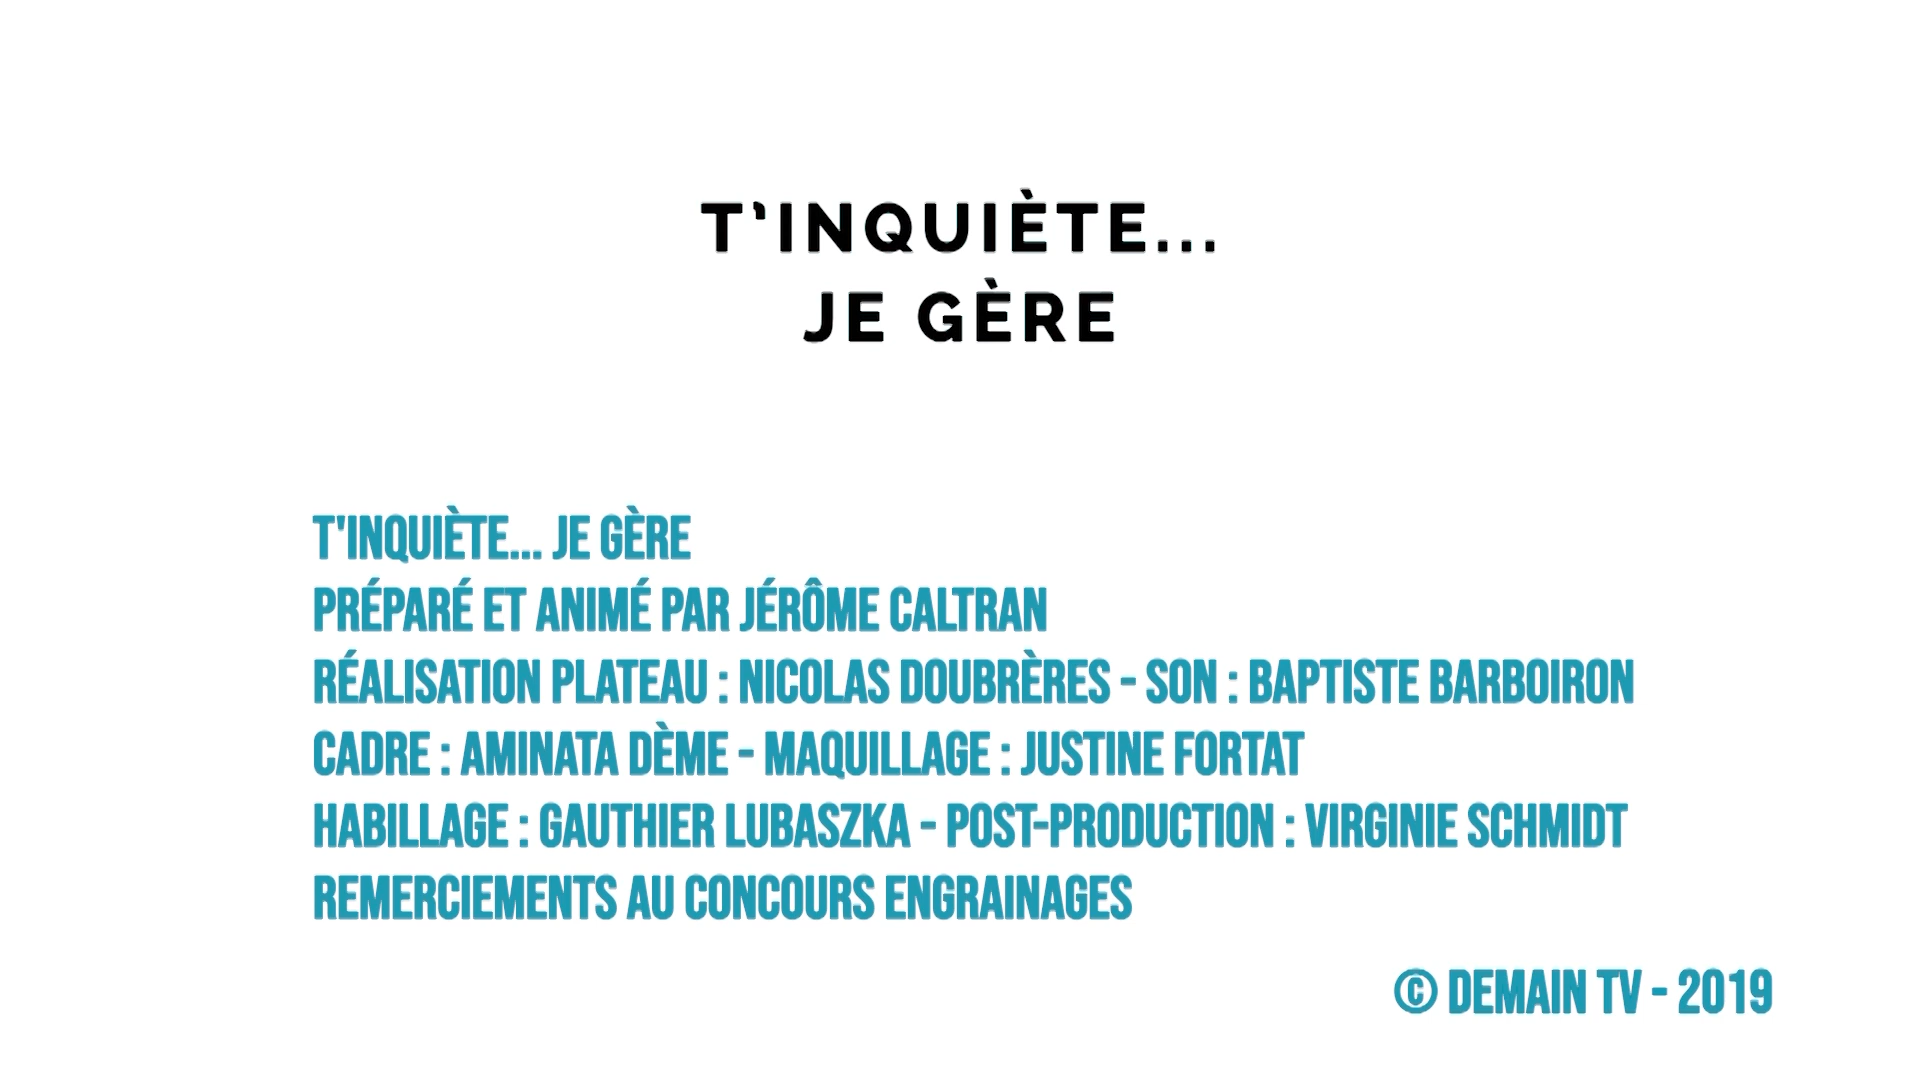 T'INQUIÈTE...
JE GÈRE
T'INQUIÈTE... JE GÈRE
PRÉPARÉ ET ANIMÉ PAR JÉRÔME CALTRAN
RÉALISATION PLATEAU : NICOLAS DOUBRÈRES - SON : BAPTISTE BARBOIRON
CADRE : AMINATA DÈME - MAQUILLAGE : JUSTINE FORTAT
HABILLAGE : GAUTHIER LUBASZKA - POST-PRODUCTION : VIRGINIE SCHMIDT
REMERCIEMENTS AU CONCOURS ENGRAINAGES
© DEMAIN TV - 2019